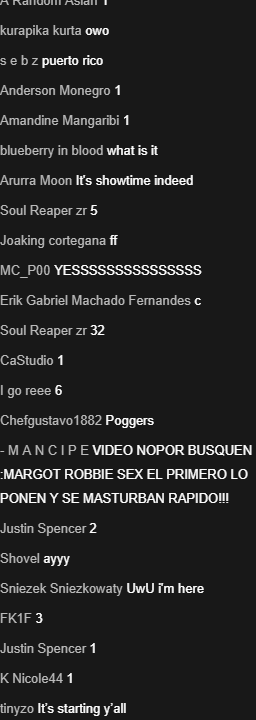 A Random Asian 1
kurapika kurta owo
s e b z puerto rico
Anderson Monegro 1
Amandine Mangaribi 1
blueberry in blood what is it
Arurra Moon It's showtime indeed
Soul Reaper zr 5
Joaking cortegana ff
MC_P00 YESSSSSSSSSSSSSSS
Erik Gabriel Machado Fernandes c
Soul Reaper zr 32
CaStudio 1
I go reee 6
Chefgustavo1882 Poggers
- M A N C I P E VIDEO NOPOR BUSQUEN
:MARGOT ROBBIE SEX EL PRIMERO LO
PONEN Y SE MASTURBAN RAPIDO!!!
Justin Spencer 2
Shovel ayyy
Sniezek Sniezkowaty UwU i'm here
FK1F 3
Justin Spencer 1
K Nicole44 1
tinyzo It's starting y'all